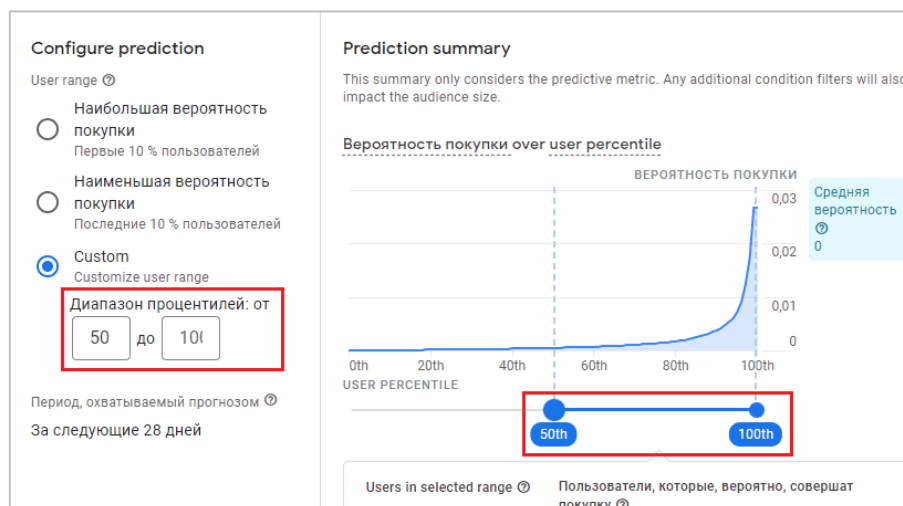 Configure prediction
User range
Наибольшая вероятность
покупки
Первые 10 % пользователей
Наименьшая вероятность
покупки
Последние 10 % пользователей
Custom
Customize user range
Диапазон процентилей: от
50 до 100
Период, охватываемый прогнозом
За следующие 28 дней
Prediction summary
This summary only considers the predictive metric. Any additional condition filters will also
impact the audience size.
Вероятность покупки over user percentile
ВЕРОЯТНОСТЬ ПОКУПКИ
0,03
0,02
0,01
0
Средняя
вероятность
0
0th 20th 40th 60th 80th 100th
USER PERCENTILE
50th 100th
Users in selected range
Пользователи, которые, вероятно, совершат
покупку